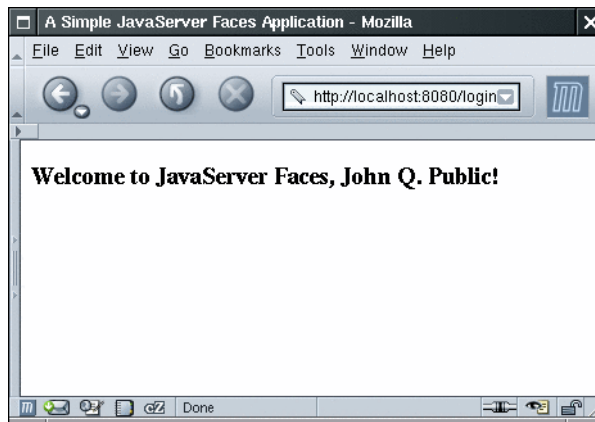 A Simple JavaServer Faces Application - Mozilla
File Edit View Go Bookmarks Tools Window Help
http://localhost:8080/login
Welcome to JavaServer Faces, John Q. Public!
Done